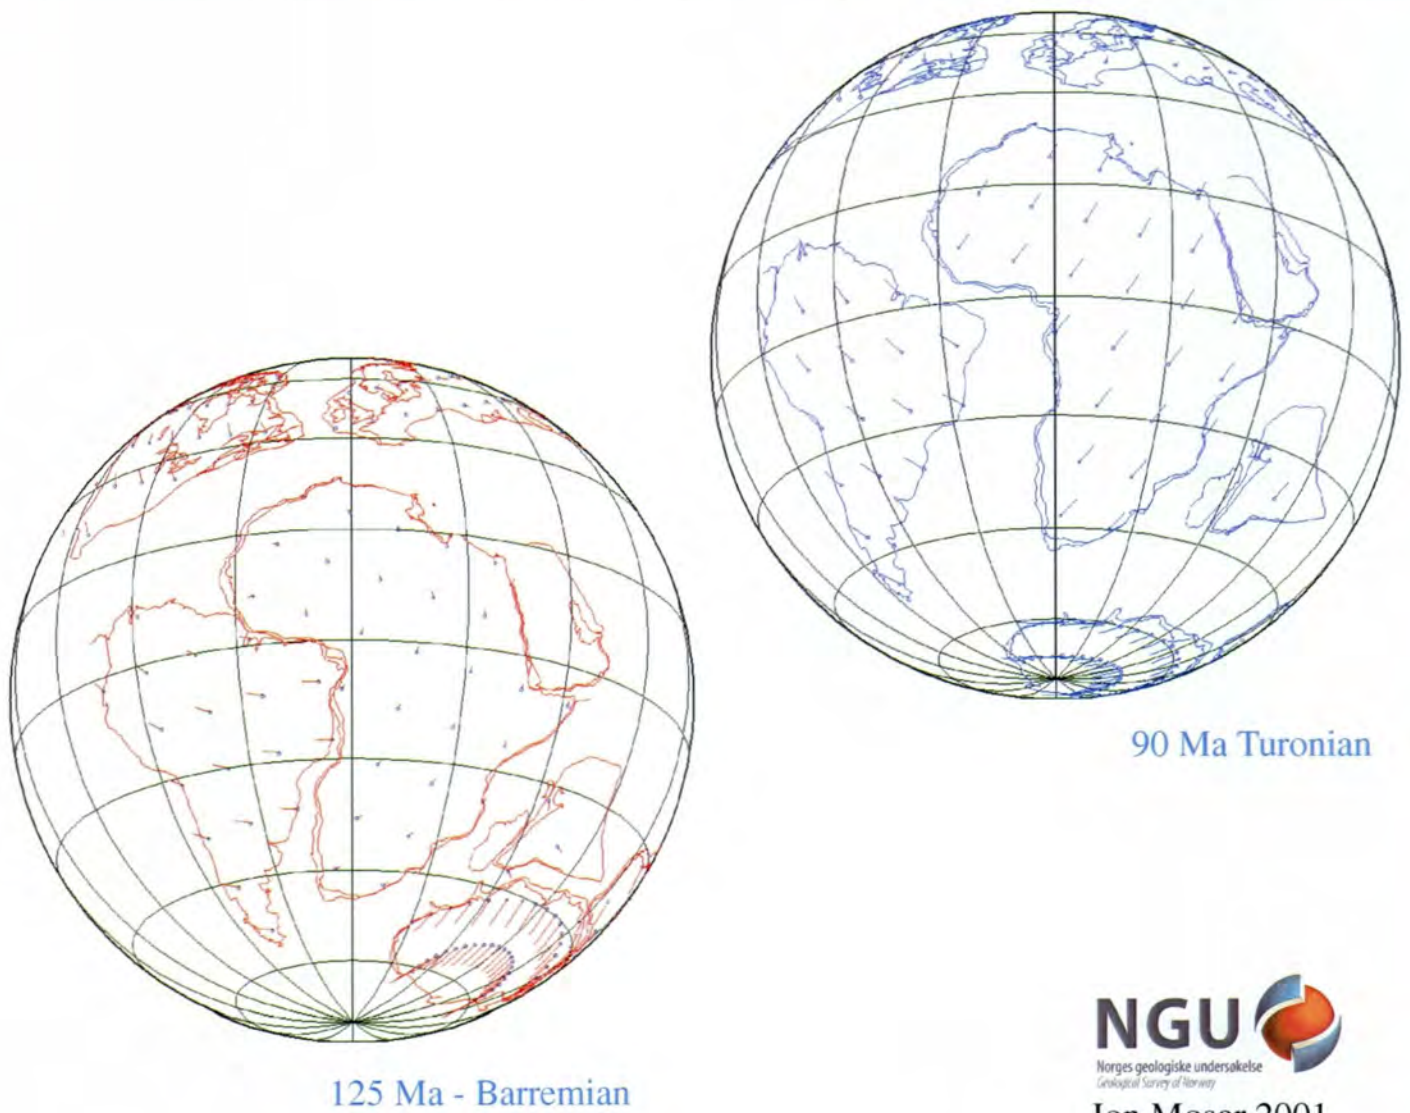 90 Ma Turonian
125 Ma - Barremian
NGU
Norges geologiske undersøkelse
Geological Survey of Norway
Jon Mosar 2001